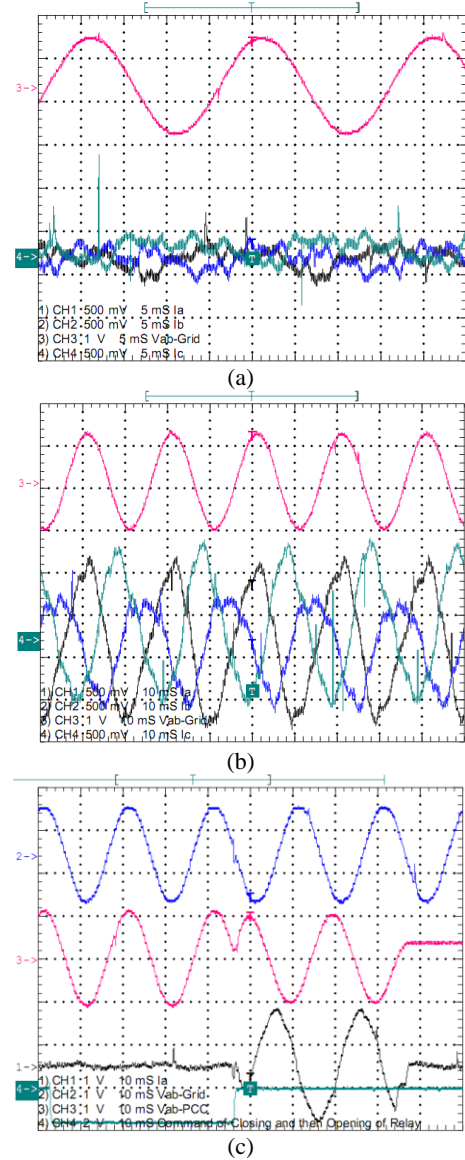 3->
T
4->
T
1) CH1:500 mV 5 mS Ia
2) CH2:500 mV 5 mS Ib
3) CH3:1 V 5 mS Vab-Grid
4) CH4:500 mV 5 mS Ic
(a)
3->
T
4->
T
1) CH1:500 mV 10 mS Ia
2) CH2:500 mV 10 mS Ib
3) CH3:1 V 10 mS Vab-Grid
4) CH4:500 mV 10 mS Ic
(b)
2->
3->
1->
4->
T
1) CH1:1 V 10 mS Ia
2) CH2:1 V 10 mS Vab-Grid
3) CH3:1 V 10 mS Vab-PCC
4) CH4:2 V 10 mS Command of Closing and then Opening of Relay
(c)